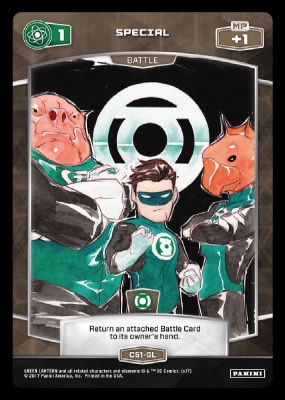 1
SPECIAL
MP
+1
BATTLE
Return an attached Battle Card
to its owner's hand.
C51-GL
GREEN LANTERN and all related characters and elements © & ™ DC Comics. (s17)
© 2017 Panini America, Inc. Printed in the USA.
PANINI